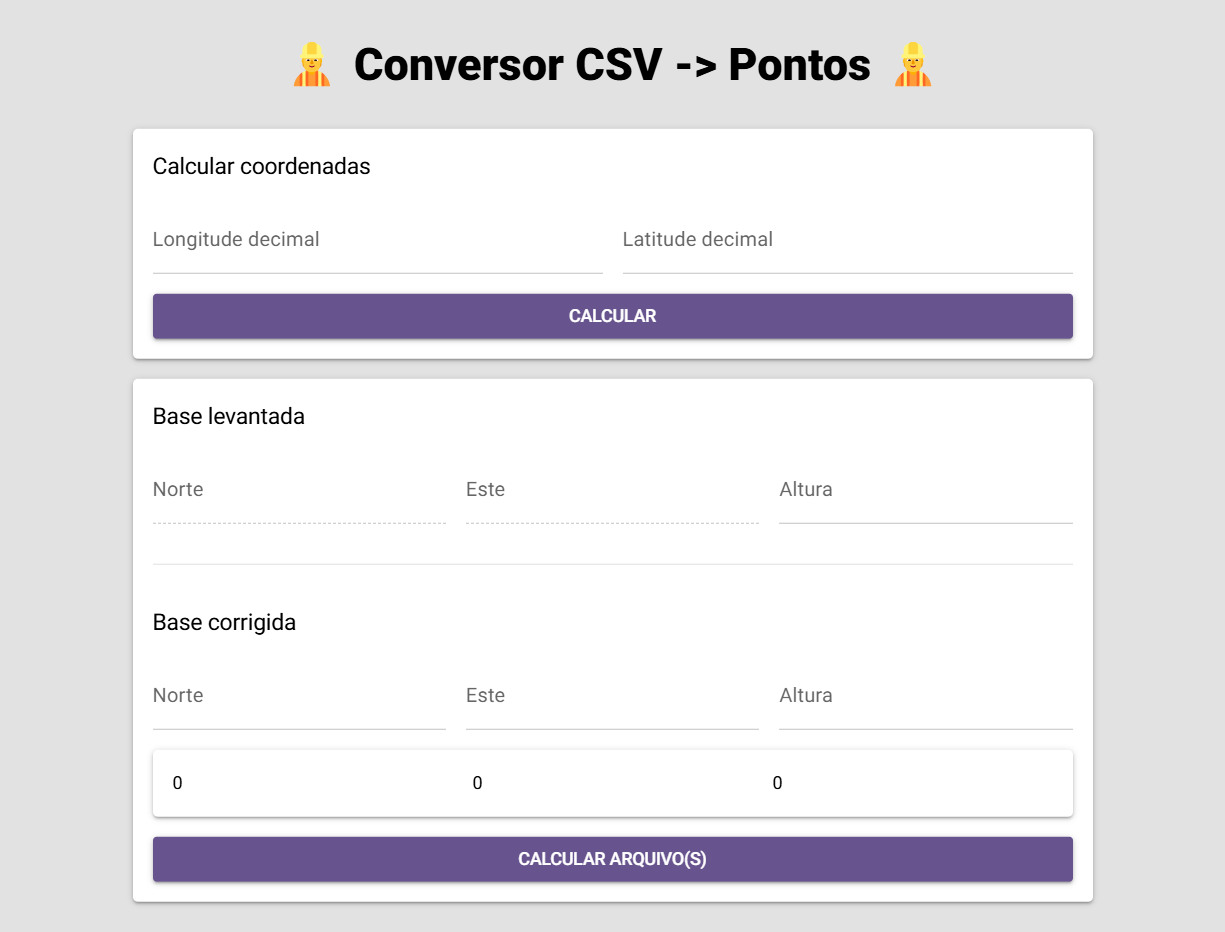 Conversor CSV -> Pontos
Calcular coordenadas
Longitude decimal Latitude decimal
CALCULAR
Base levantada
Norte Este Altura
Base corrigida
Norte Este Altura
0 0 0
CALCULAR ARQUIVO(S)